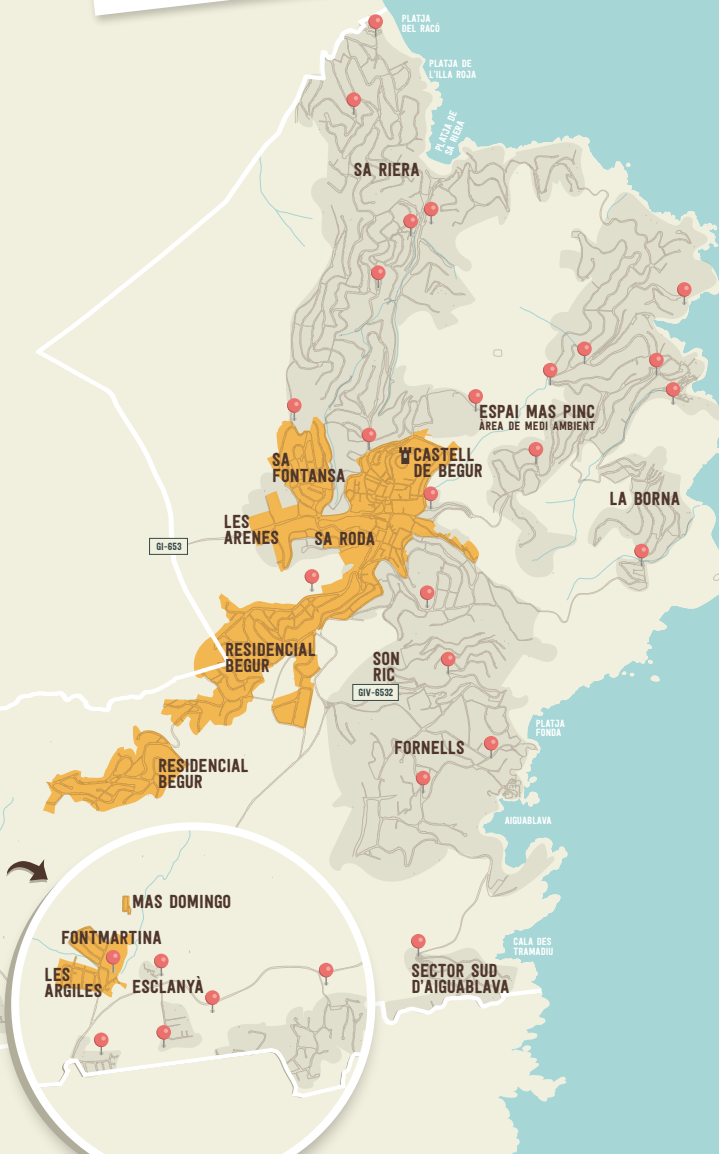 PLATJA
DEL RACÓ
PLATJA DE
L'ILLA ROJA
PLATJA DE
SA RIERA
SA RIERA
ESPAI MAS PINC
ÀREA DE MEDI AMBIENT
SA
FONTANSA
CASTELL
DE BEGUR
LA BORNA
LES
ARENES
SA RODA
GI-653
RESIDENCIAL
BEGUR
SON
RIC
GIV-6532
PLATJA
FONDA
FORNELLS
RESIDENCIAL
BEGUR
AIGUABLAVA
MAS DOMINGO
FONTMARTINA
CALA DES
TRAMADIU
LES
ARGILES
ESCLANYÀ
SECTOR SUD
D'AIGUABLAVA